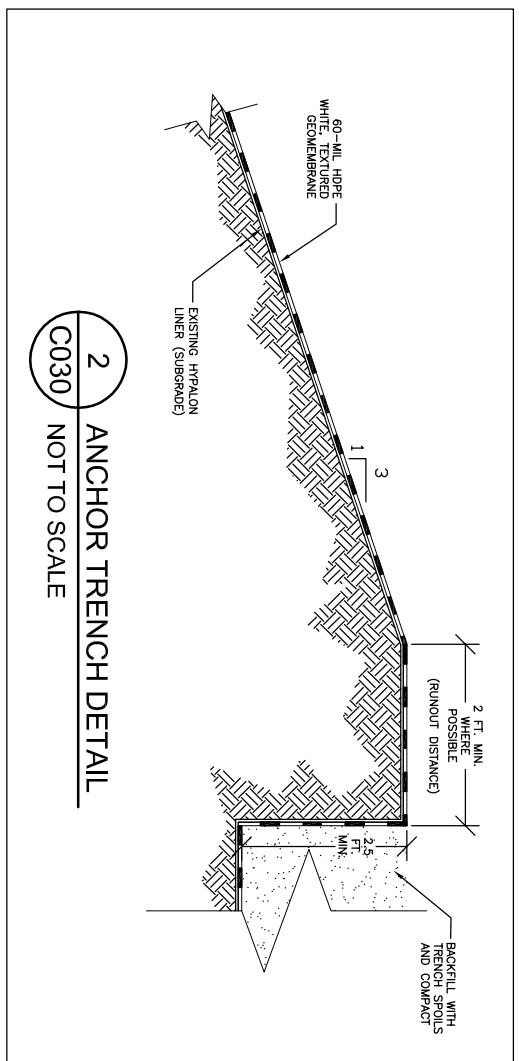 60-MIL HDPE
WHITE, TEXTURED
GEOMEMBRANE
EXISTING HYPALON
LINER (SUBGRADE)
1
3
2 FT. MIN.
WHERE
POSSIBLE
(RUNOUT DISTANCE)
2.5
FT.
MIN.
BACKFILL WITH
TRENCH SPOILS
AND COMPACT
2
C030
ANCHOR TRENCH DETAIL
NOT TO SCALE